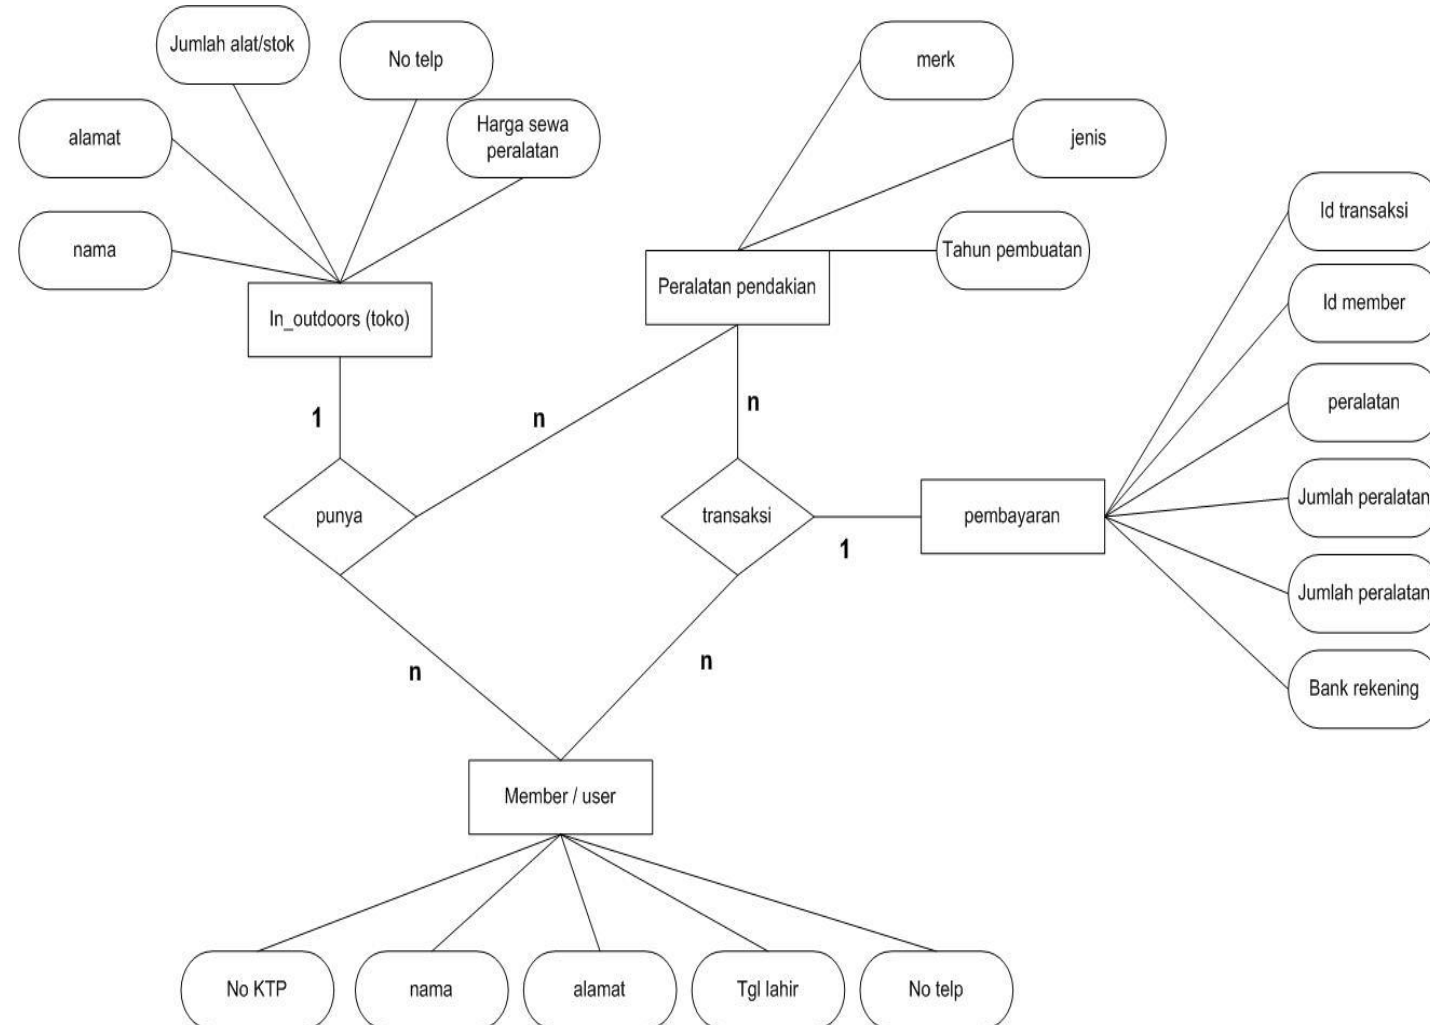 Jumlah alat/stok
No telp
merk
alamat
Harga sewa
peralatan
jenis
nama
Tahun pembuatan
Id transaksi
In_outdoors (toko)
Peralatan pendakian
Id member
1
n
n
peralatan
punya
transaksi
pembayaran
Jumlah peralatan
1
Jumlah peralatan
n
n
Bank rekening
Member / user
No KTP
nama
alamat
Tgl lahir
No telp